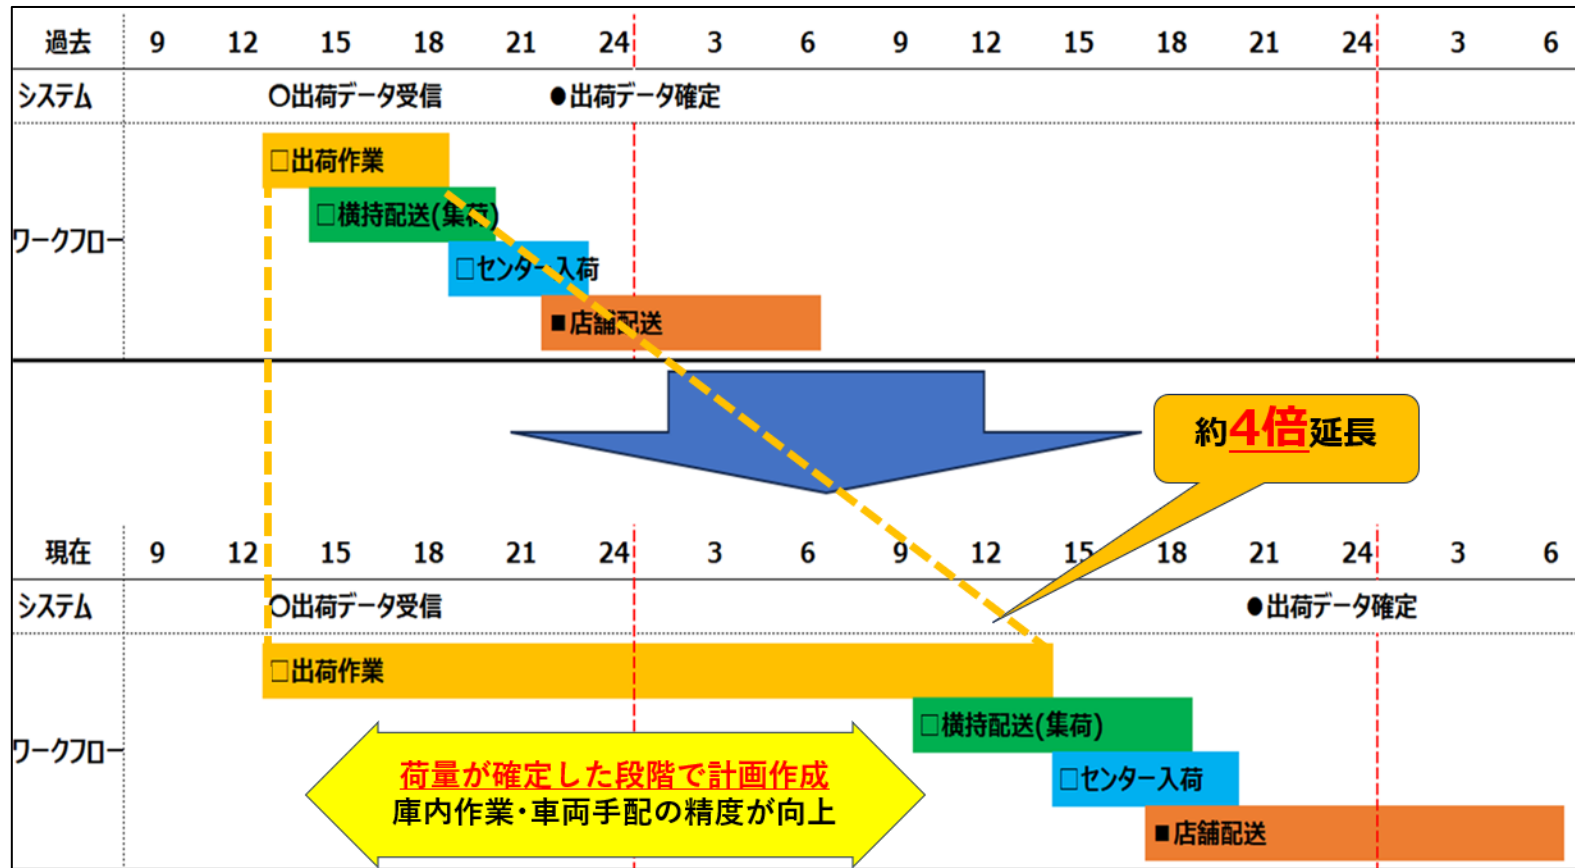 過去 9 12 15 18 21 24 3 6 9 12 15 18 21 24 3 6
システム ○出荷データ受信 ●出荷データ確定
□出荷作業
□横持配送(集荷)
ワークフロー
□センター入荷
■店舗配送
約4倍延長
現在 9 12 15 18 21 24 3 6 9 12 15 18 21 24 3 6
システム ○出荷データ受信 ●出荷データ確定
□出荷作業
□横持配送(集荷)
ワークフロー
荷量が確定した段階で計画作成
庫内作業・車両手配の精度が向上
□センター入荷
■店舗配送